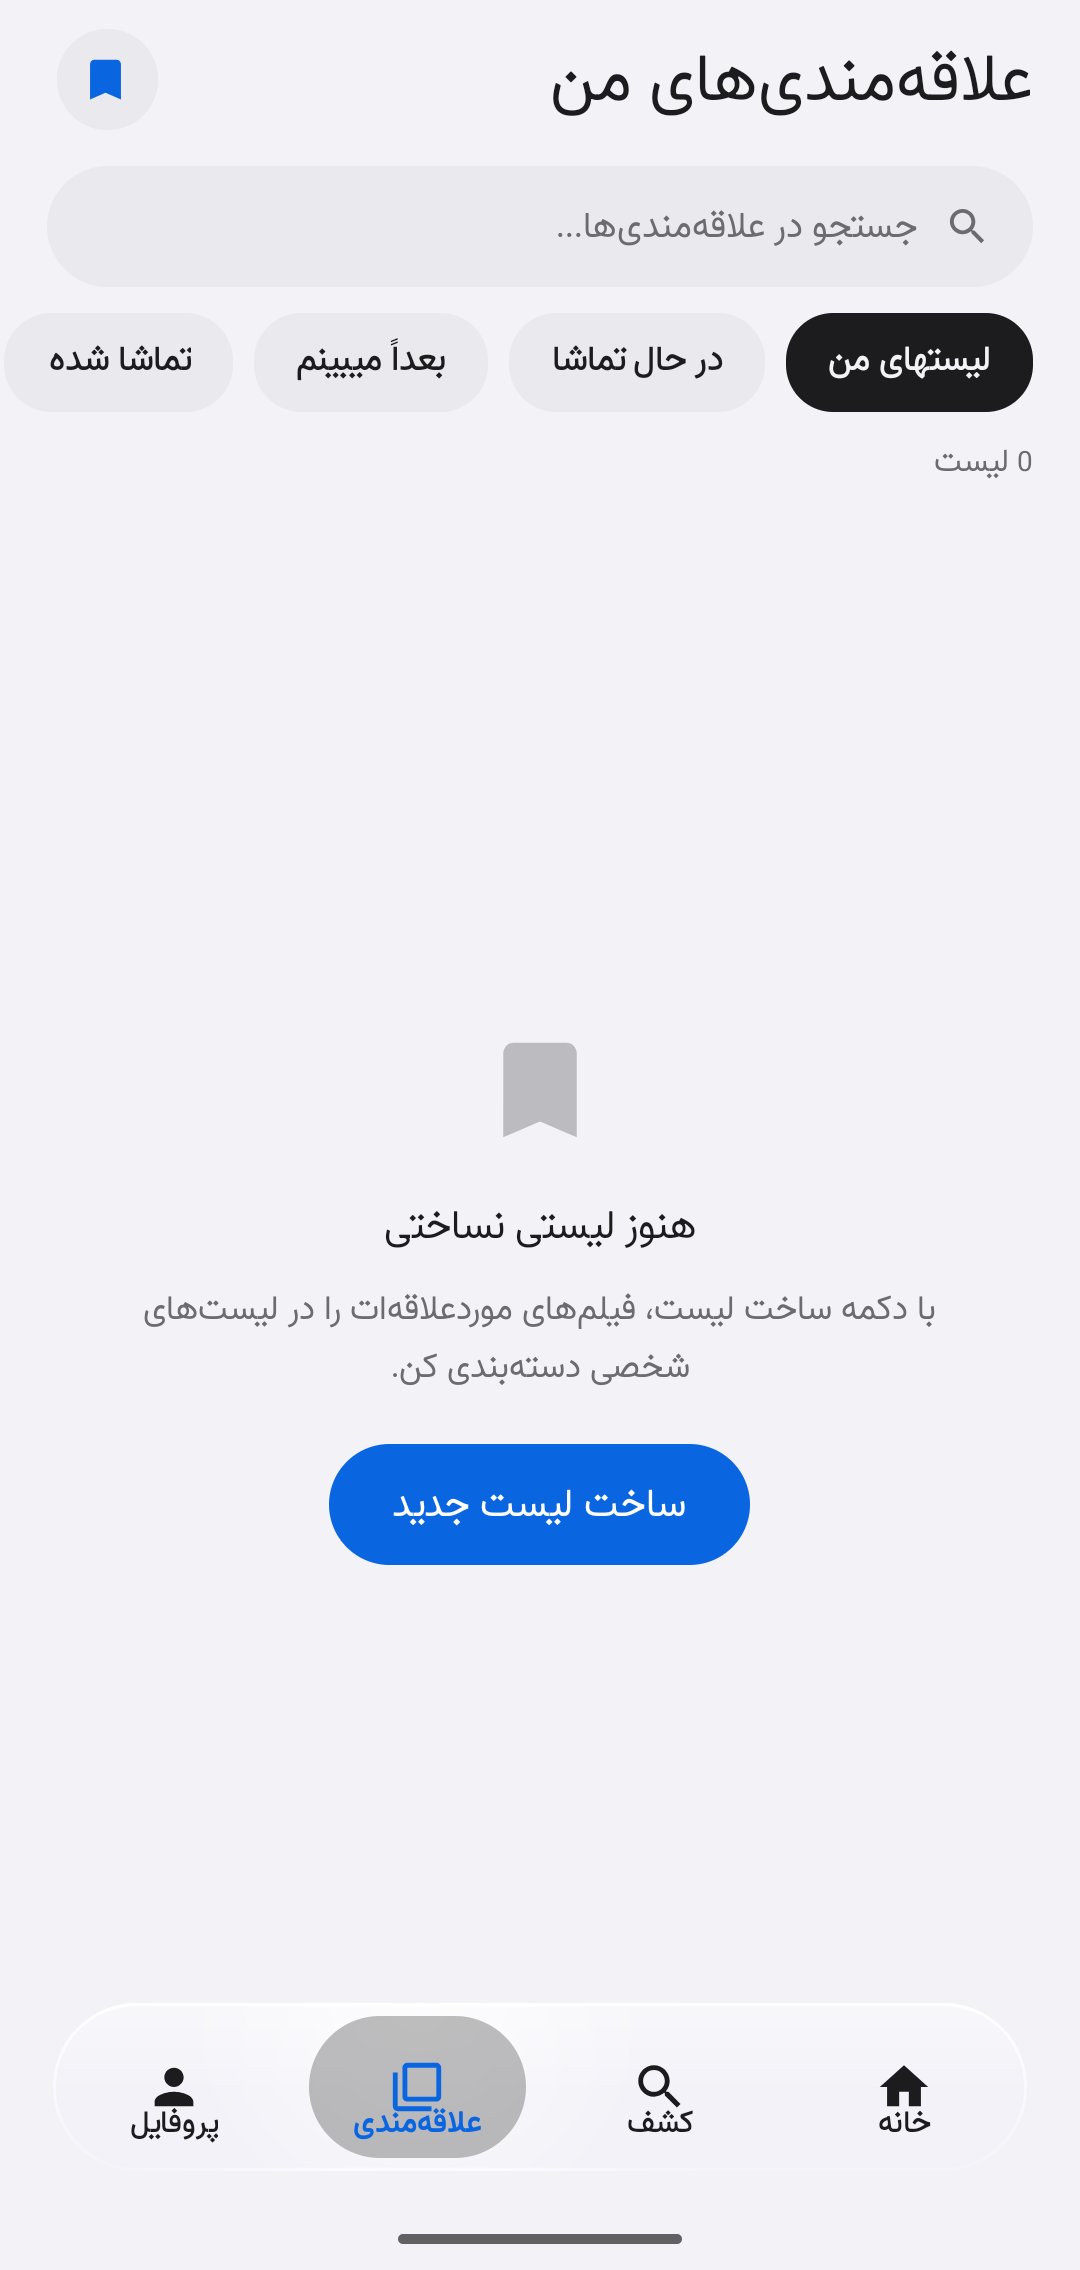 علاقه‌مندی‌های من
جستجو در علاقه‌مندی‌ها...
لیستهای من
در حال تماشا
بعداً میبینم
تماشا شده
0 لیست
هنوز لیستی نساختی
با دکمه ساخت لیست، فیلم‌های موردعلاقه‌ات را در لیست‌های
شخصی دسته‌بندی کن.
ساخت لیست جدید
خانه
کشف
علاقه‌مندی
پروفایل